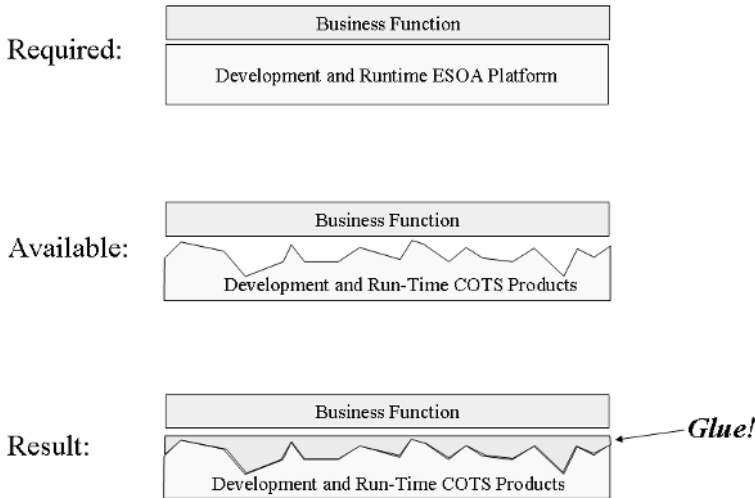 Business Function
Required:
Development and Runtime ESOA Platform
Business Function
Available:
Development and Run-Time COTS Products
Business Function
Glue!
Result:
Development and Run-Time COTS Products